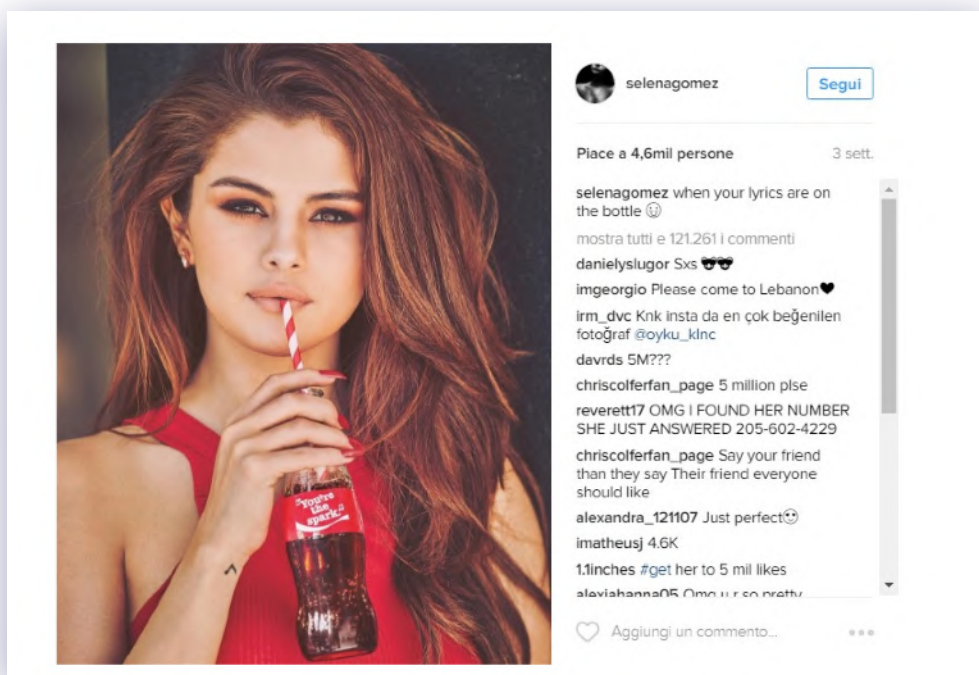 selenagomez
Segui
Piace a 4,6mil persone
3 sett.
selenagomez when your lyrics are on
the bottle
mostra tutti e 121.261 i commenti
danielyslugor Sxs
imgeorgio Please come to Lebanon🖤
irm_dvc Knk insta da en çok beğenilen
fotoğraf @oyku_klnc
davrds 5M???
chriscolferfan_page 5 million plse
reverett17 OMG I FOUND HER NUMBER
SHE JUST ANSWERED 205-602-4229
chriscolferfan_page Say your friend
than they say Their friend everyone
should like
alexandra_121107 Just perfect
imatheusj 4.6K
1.1inches #get her to 5 mil likes
alexiahanna05 Omg u r so pretty
Aggiungi un commento...
"You're
the
spark."